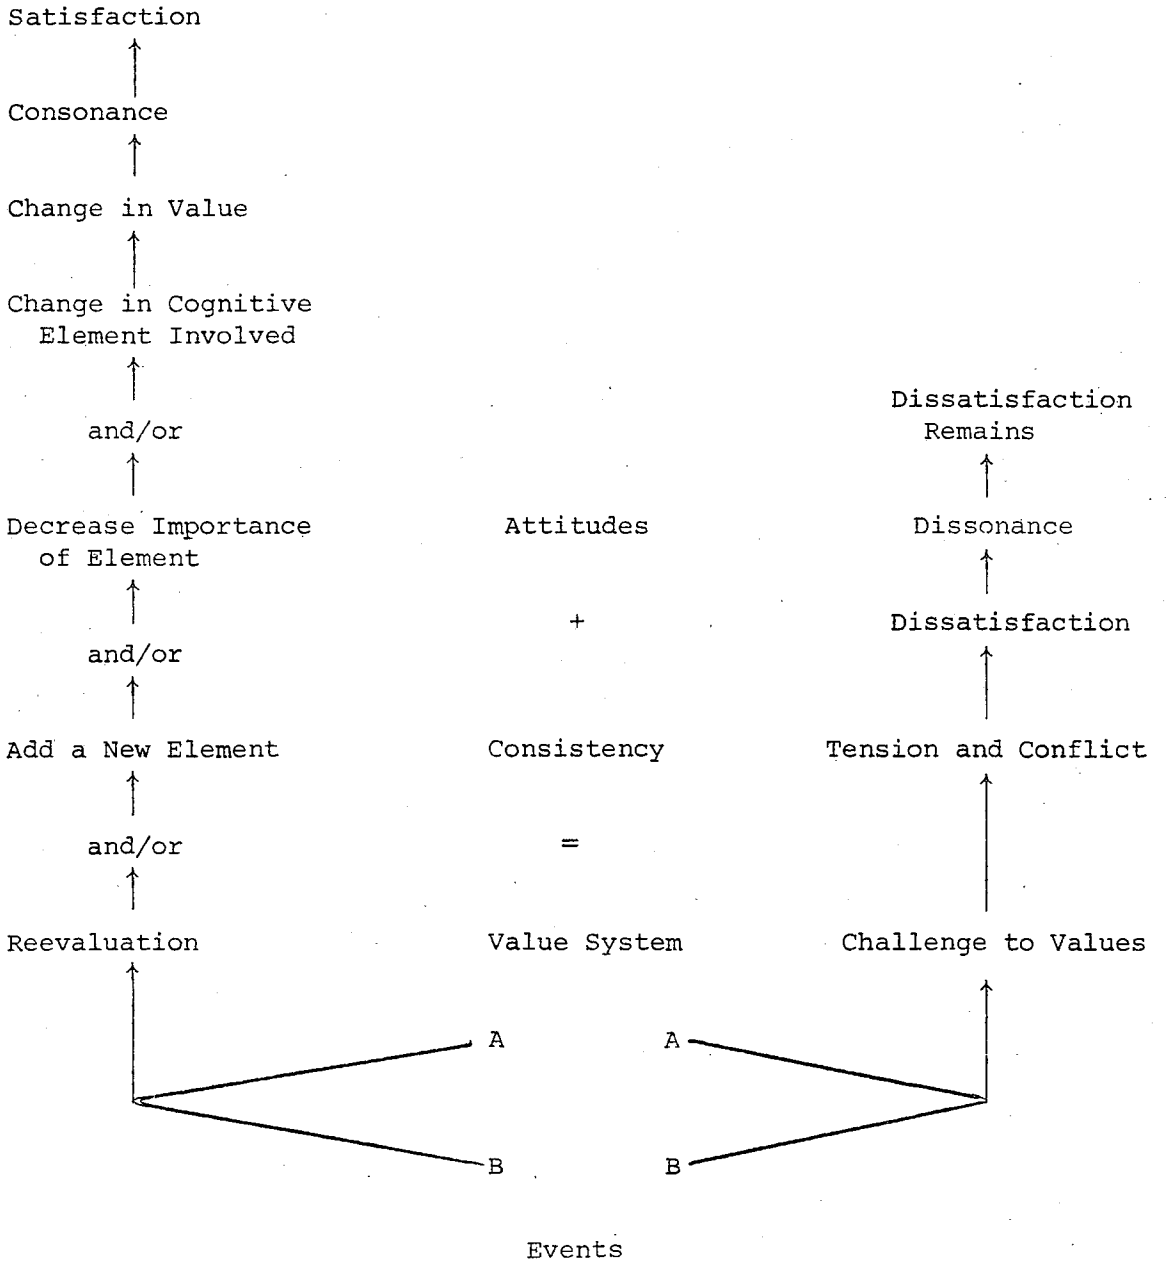 Satisfaction
Consonance
Change in Value
Change in Cognitive
Element Involved
and/or
Decrease Importance
of Element
and/or
Add a New Element
and/or
Reevaluation
Attitudes
+
Consistency
=
Value System
Dissatisfaction
Remains
Dissonance
Dissatisfaction
Tension and Conflict
Challenge to Values
A A
B B
Events